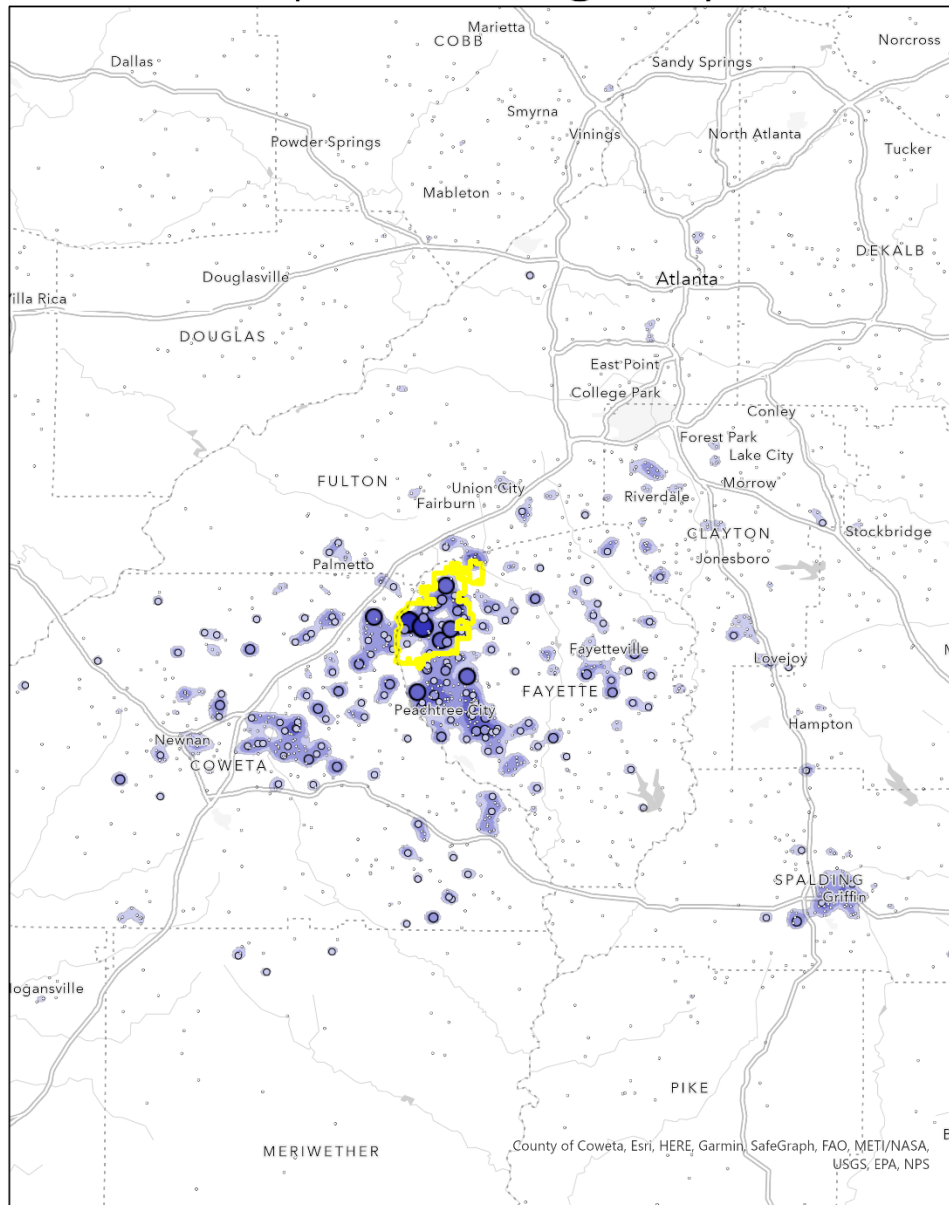 Marietta
COBB
Norcross
Dallas
Sandy Springs
Smyrna
Vinings
North Atlanta
Powder Springs
Tucker
Mableton
DEKALB
Douglasville
Atlanta
Villa Rica
DOUGLAS
East Point
College Park
Conley
Forest Park
Lake City
FULTON
Union City
Morrow
Fairburn
Riverdale
CLAYTON
Stockbridge
Jonesboro
Palmetto
Fayetteville
Lovejoy
FAYETTE
Peachtree City
Hampton
Newnan
COWETA
SPALDING
Griffin
Hogansville
PIKE
MERIWETHER
County of Coweta, Esri, HERE, Garmin, SafeGraph, FAO, METI/NASA,
USGS, EPA, NPS